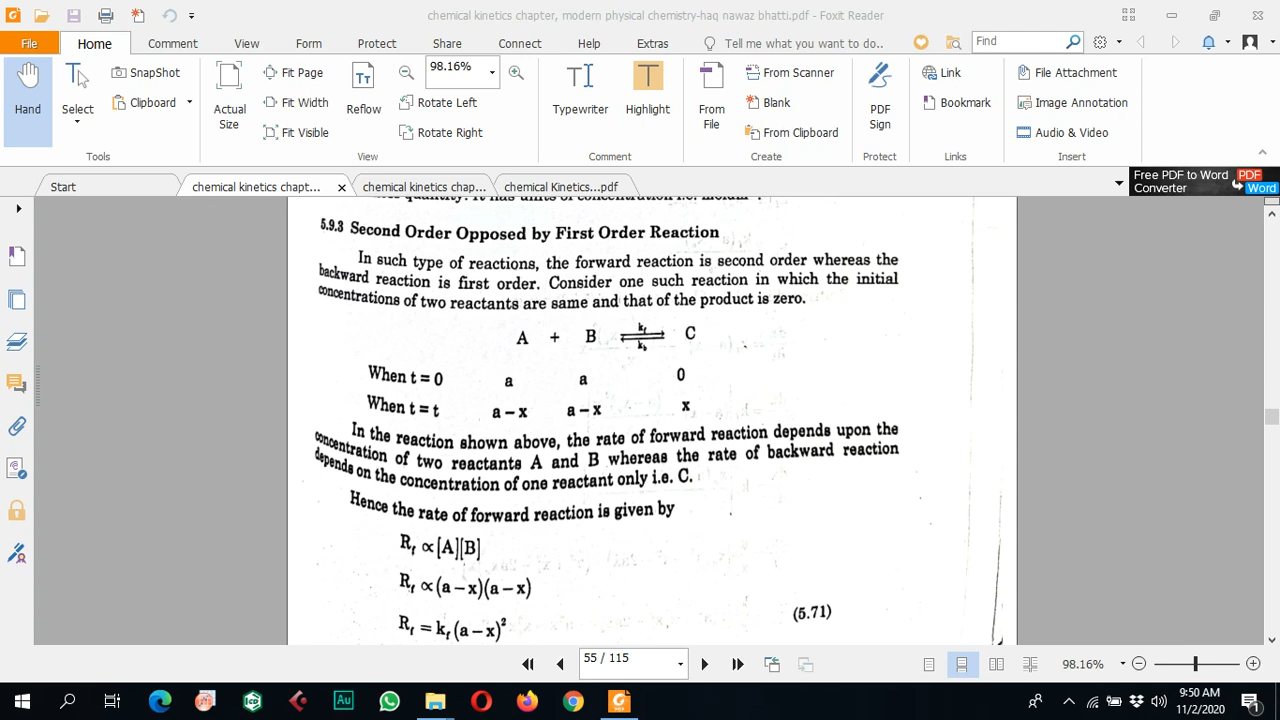 chemical kinetics chapter, modern physical chemistry-haq nawaz bhatti.pdf - Foxit Reader
File Home Comment View Form Protect Share Connect Help Extras Tell me what you want to do.. Find
Hand Select SnapShot Clipboard Actual Size Fit Page Fit Width Fit Visible Reflow 98.16% Rotate Left Rotate Right Typewriter Highlight From File From Scanner Blank From Clipboard PDF Sign Link Bookmark File Attachment Image Annotation Audio & Video
Tools View Comment Create Protect Links Insert
Start chemical kinetics chapt... chemical kinetics chap... chemical Kinetics...pdf Free PDF to Word Converter PDF Word
5.9.3 Second Order Opposed by First Order Reaction
In such type of reactions, the forward reaction is second order whereas the
backward reaction is first order. Consider one such reaction in which the initial
concentrations of two reactants are same and that of the product is zero.
A + B ⇌ C
k_f
k_b
When t = 0 a a 0
When t = t a – x a – x x
In the reaction shown above, the rate of forward reaction depends upon the
concentration of two reactants A and B whereas the rate of backward reaction
depends on the concentration of one reactant only i.e. C.
Hence the rate of forward reaction is given by
R_f ∝ [A][B]
R_f ∝ (a – x)(a – x)
R_f = k_f (a – x)² (5.71)
55 / 115 98.16%
Au 9:50 AM
11/2/2020 1